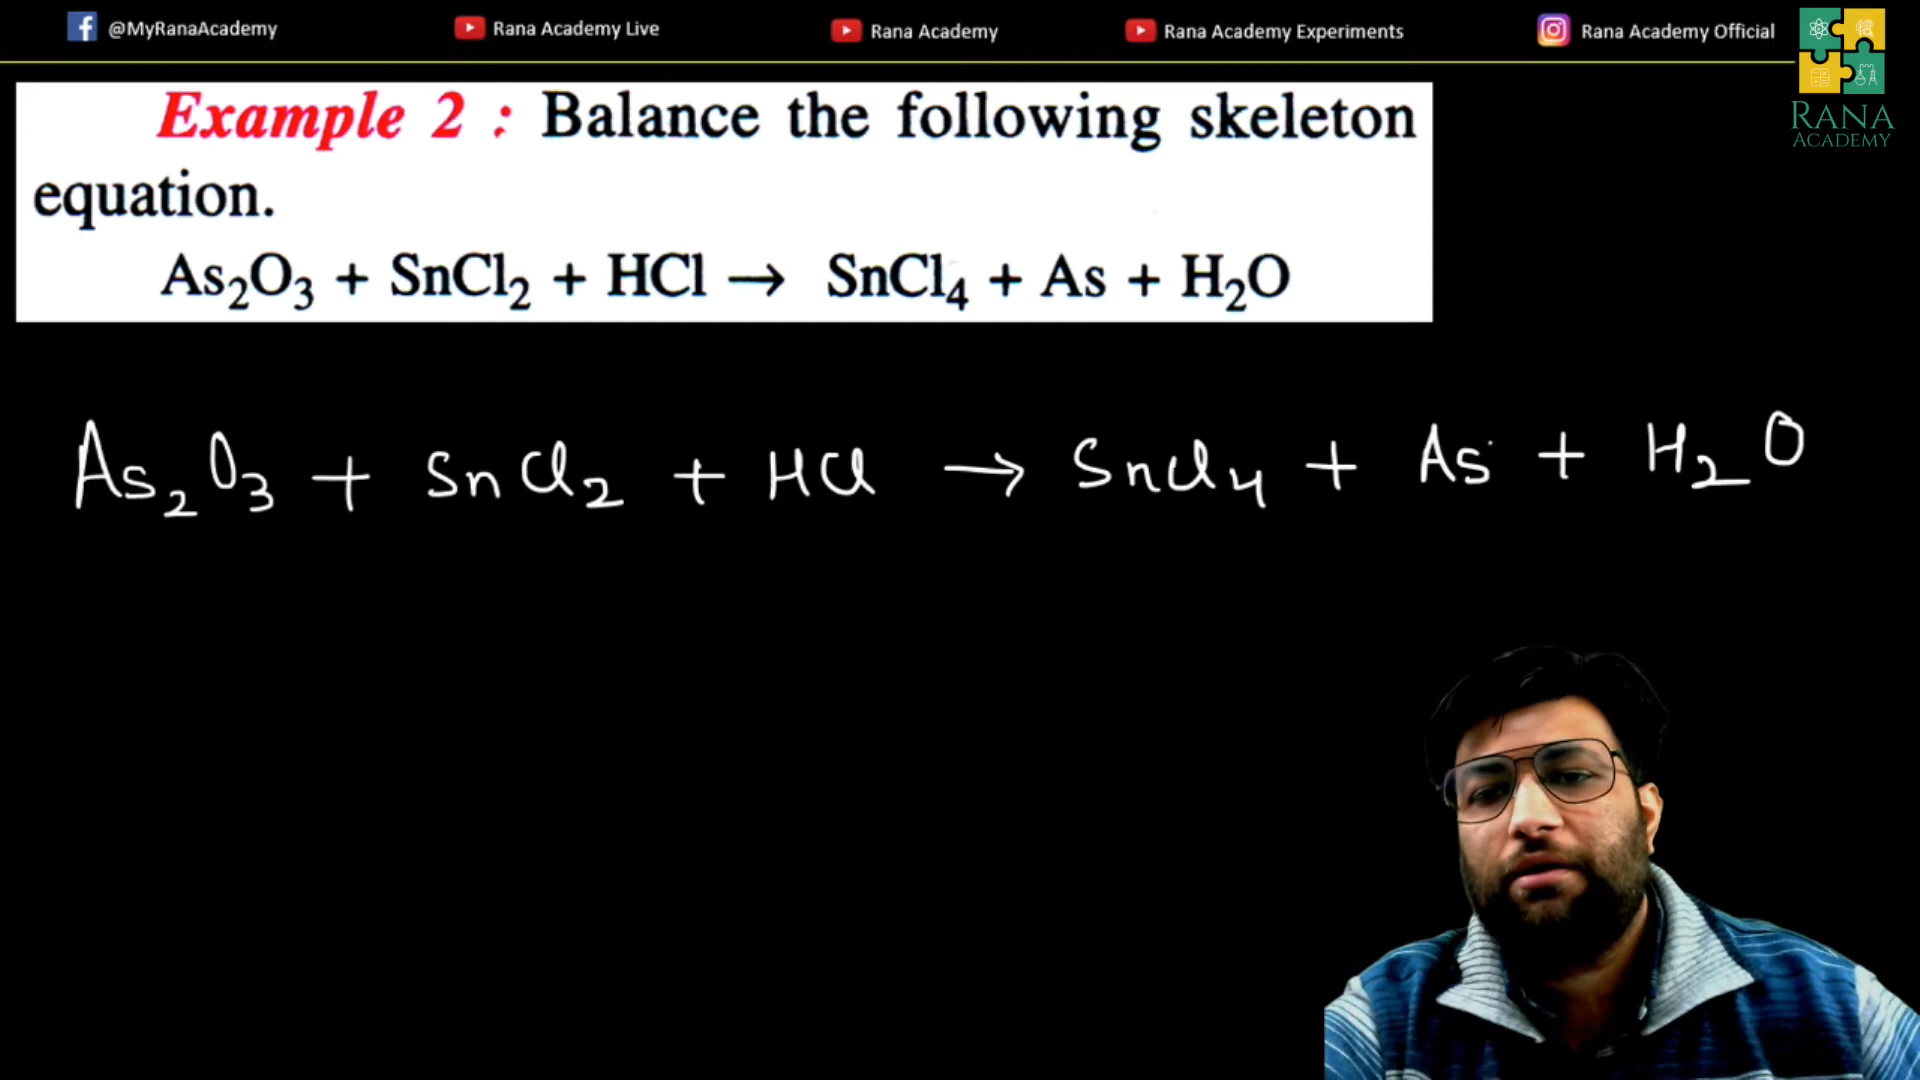 @MyRanaAcademy Rana Academy Live Rana Academy Rana Academy Experiments Rana Academy Official
RANA
ACADEMY
Example 2 : Balance the following skeleton
equation.
As₂O₃ + SnCl₂ + HCl → SnCl₄ + As + H₂O
As₂O₃ + SnCl₂ + HCl → SnCl₄ + As + H₂O